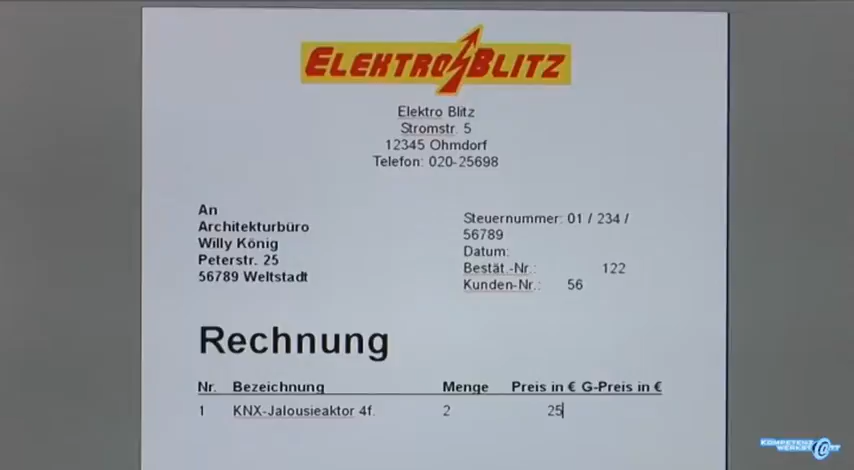 ELEKTRO BLITZ
Elektro Blitz
Stromstr. 5
12345 Ohmdorf
Telefon: 020-25698
An
Architekturbüro
Willy König
Peterstr. 25
56789 Weltstadt
Steuernummer: 01 / 234 /
56789
Datum:
Bestät.-Nr.: 122
Kunden-Nr.: 56
Rechnung
Nr. Bezeichnung Menge Preis in € G-Preis in €
1 KNX-Jalousieaktor 4f. 2 25
KOMPETENZ
WERKSTATT